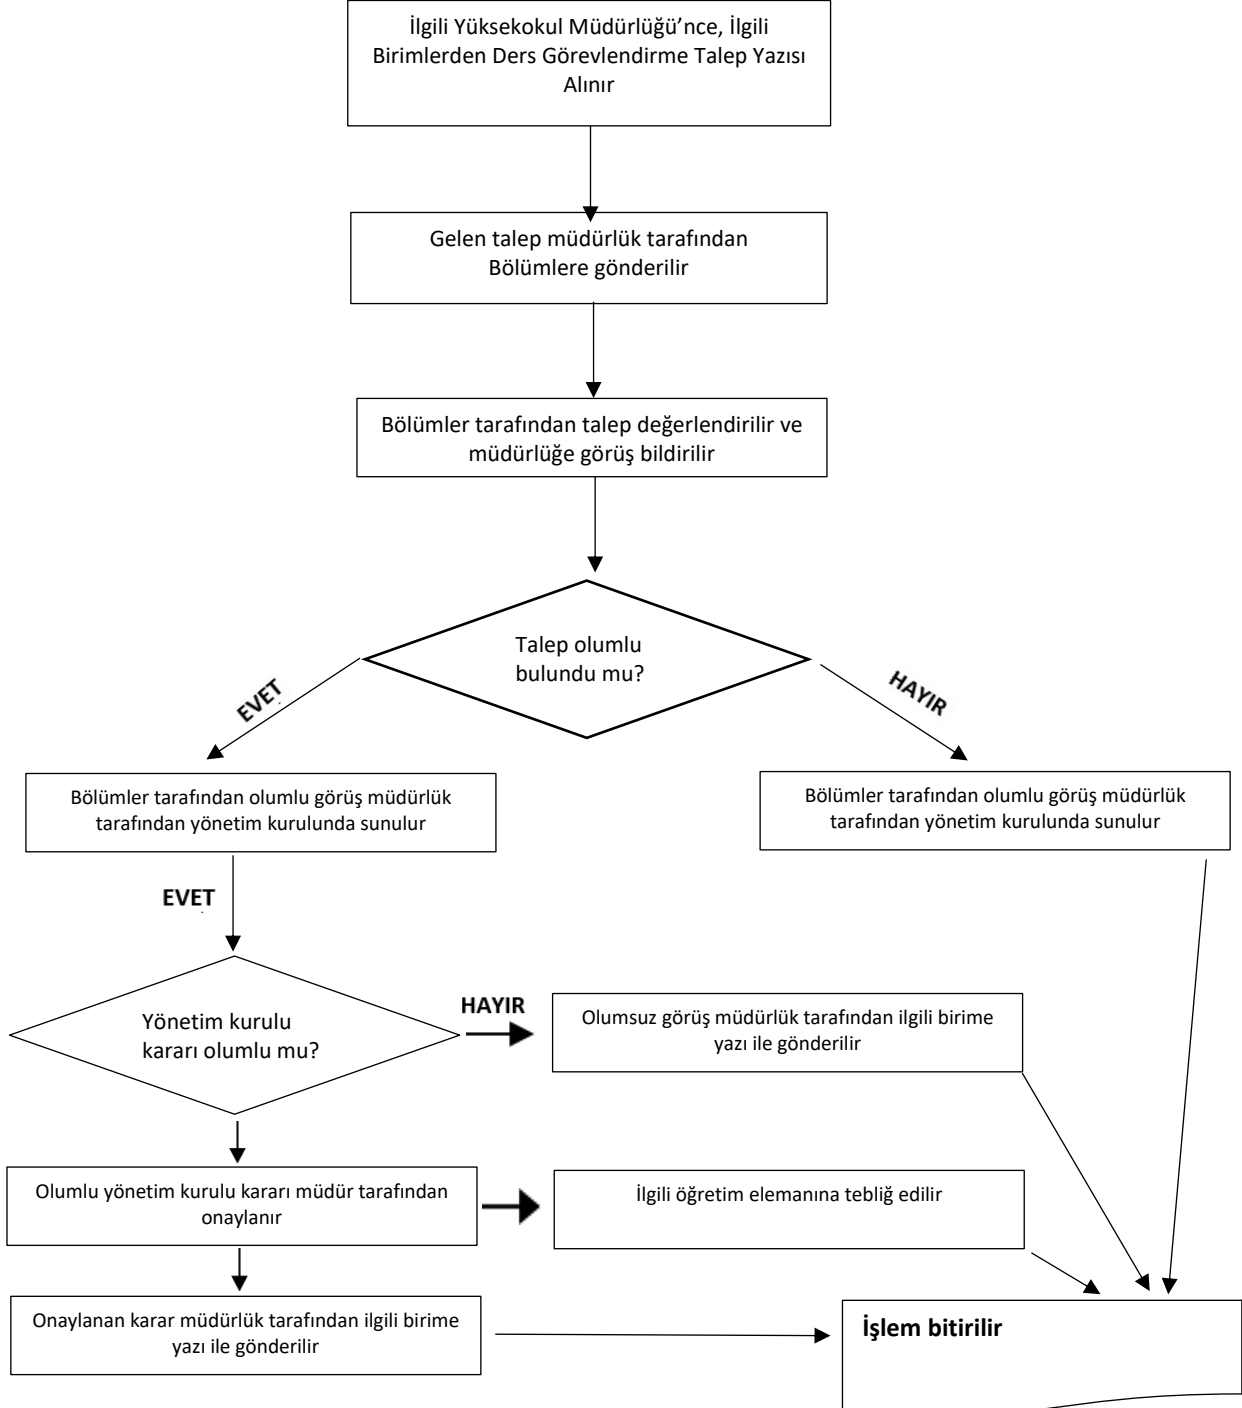 İlgili Yüksekokul Müdürlüğü’nce, İlgili
Birimlerden Ders Görevlendirme Talep Yazısı
Alınır
Gelen talep müdürlük tarafından
Bölümlere gönderilir
Bölümler tarafından talep değerlendirilir ve
müdürlüğe görüş bildirilir
Talep olumlu
bulundu mu?
EVET
HAYIR
Bölümler tarafından olumlu görüş müdürlük
tarafından yönetim kurulunda sunulur
Bölümler tarafından olumlu görüş müdürlük
tarafından yönetim kurulunda sunulur
EVET
Yönetim kurulu
kararı olumlu mu?
HAYIR
Olumsuz görüş müdürlük tarafından ilgili birime
yazı ile gönderilir
Olumlu yönetim kurulu kararı müdür tarafından
onaylanır
İlgili öğretim elemanına tebliğ edilir
Onaylanan karar müdürlük tarafından ilgili birime
yazı ile gönderilir
İşlem bitirilir